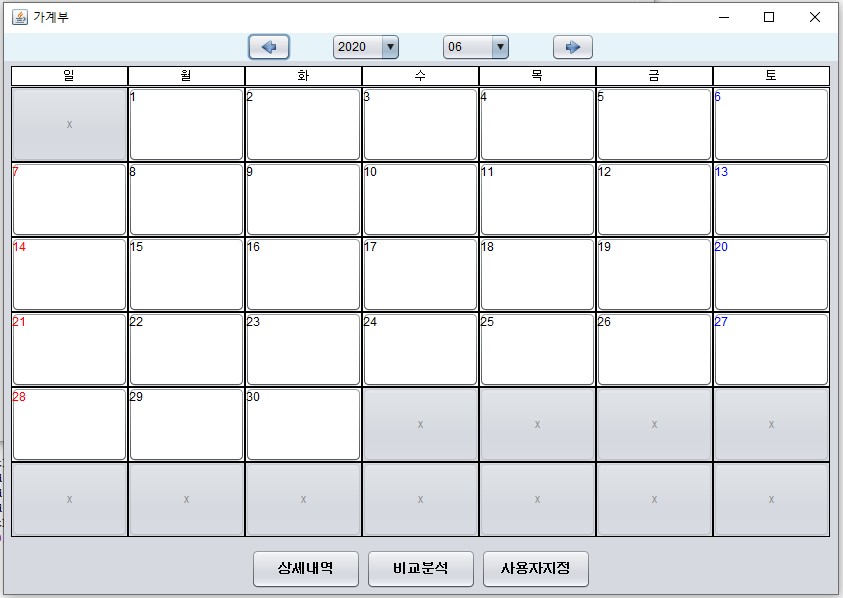 가계부
2020 06
일 월 화 수 목 금 토
x 1 2 3 4 5 6
7 8 9 10 11 12 13
14 15 16 17 18 19 20
21 22 23 24 25 26 27
28 29 30 x x x x
x x x x x x x
상세내역 비교분석 사용자지정